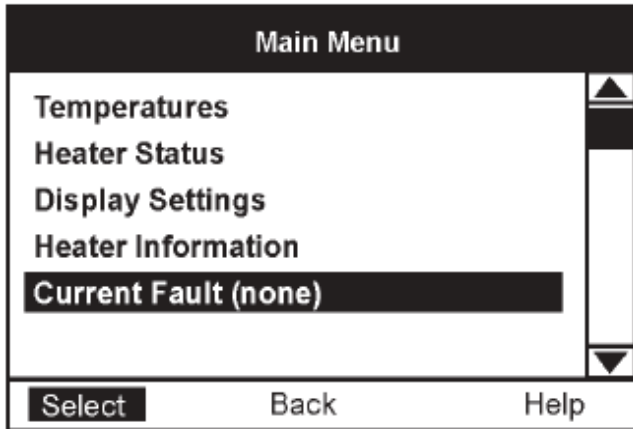 Main Menu
Temperatures
Heater Status
Display Settings
Heater Information
Current Fault (none)
Select Back Help